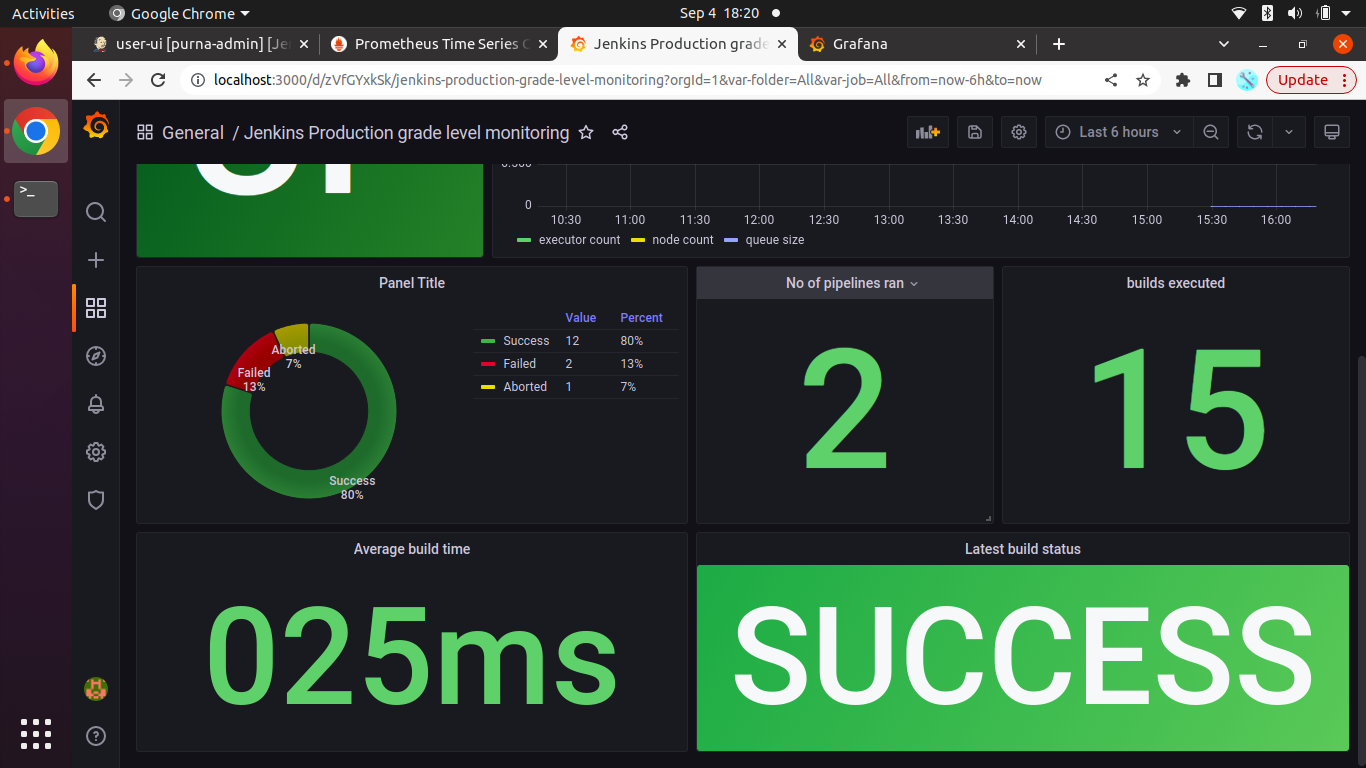 Activities Google Chrome Sep 4 18:20
user-ui [purna-admin] [Je Prometheus Time Series C Jenkins Production grade Grafana
localhost:3000/d/zVfGYxkSk/jenkins-production-grade-level-monitoring?orgId=1&var-folder=All&var-job=All&from=now-6h&to=now Update
General / Jenkins Production grade level monitoring Last 6 hours
0
10:30 11:00 11:30 12:00 12:30 13:00 13:30 14:00 14:30 15:00 15:30 16:00
executor count node count queue size
Panel Title
Value Percent
Success 12 80%
Failed 2 13%
Aborted 1 7%
Aborted
7%
Failed
13%
Success
80%
No of pipelines ran
2
builds executed
15
Average build time
025ms
Latest build status
SUCCESS